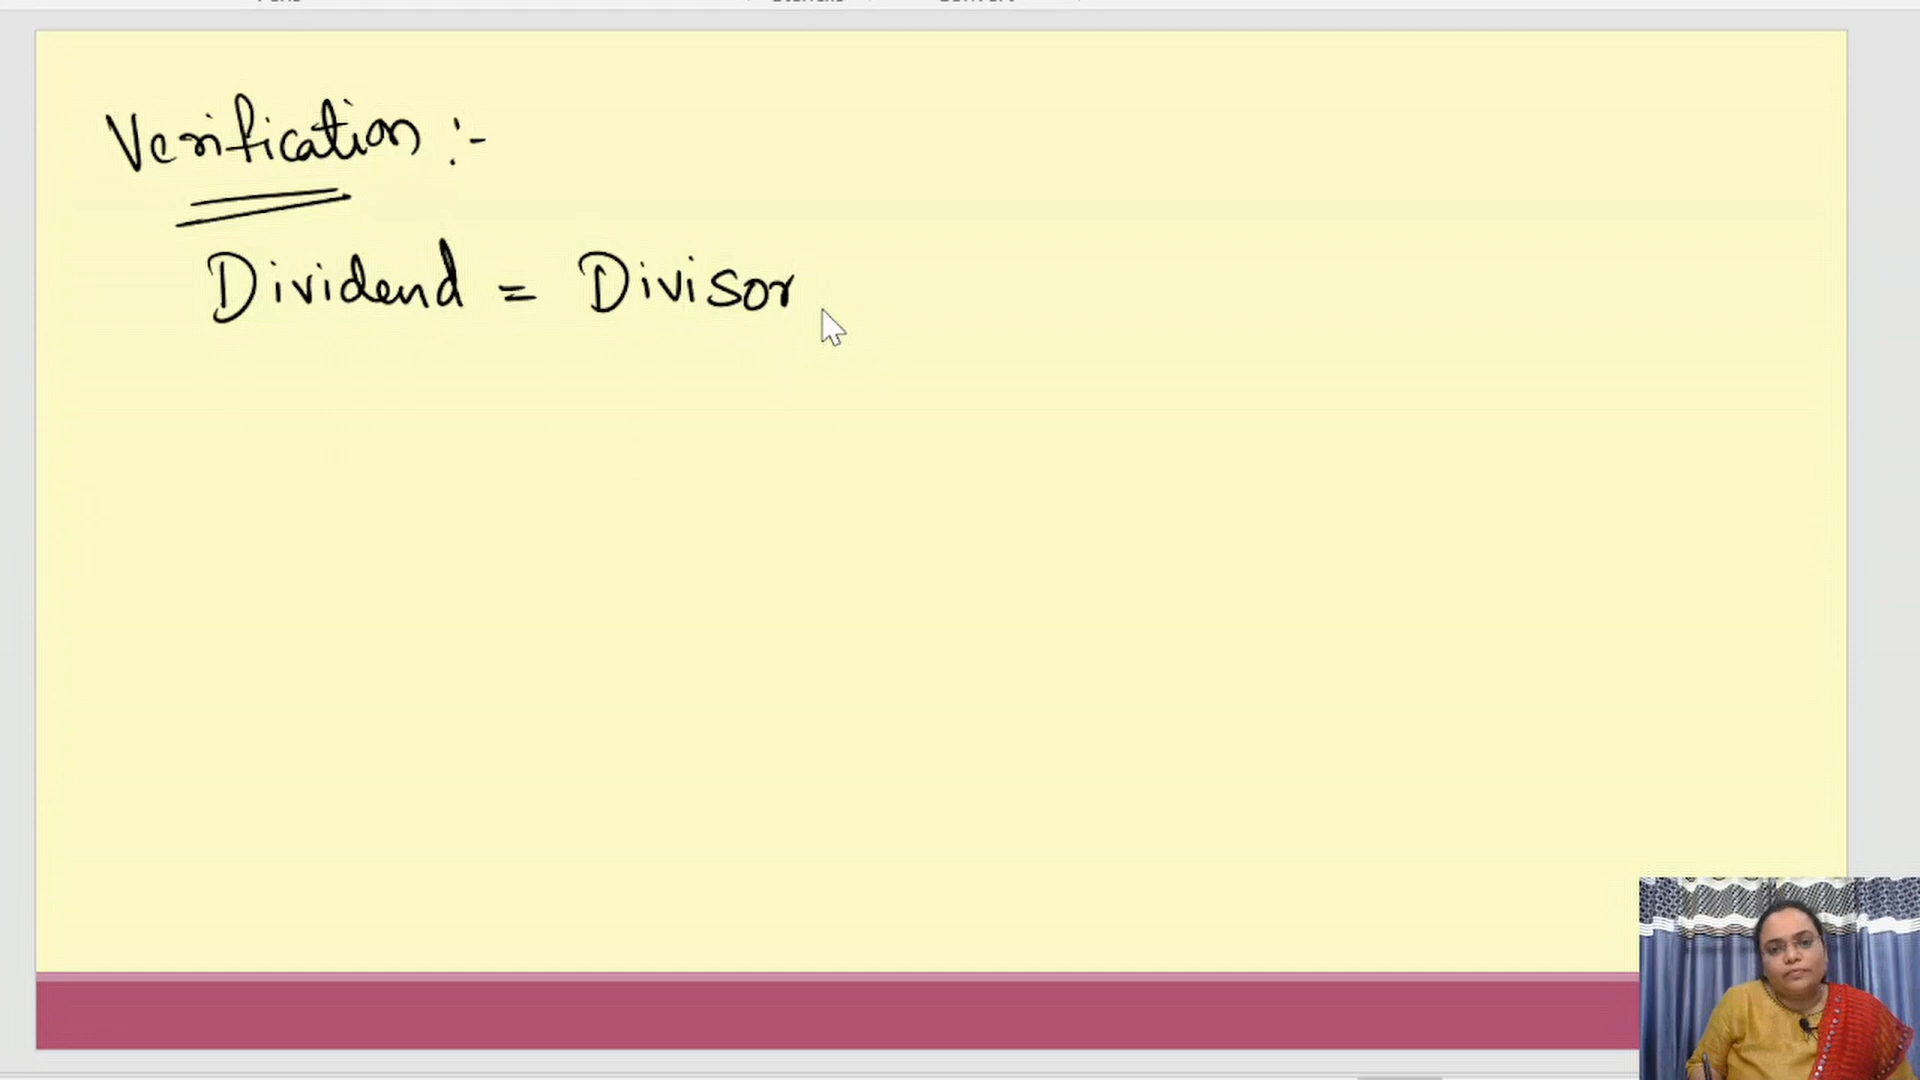 Verification :-
Dividend = Divisor